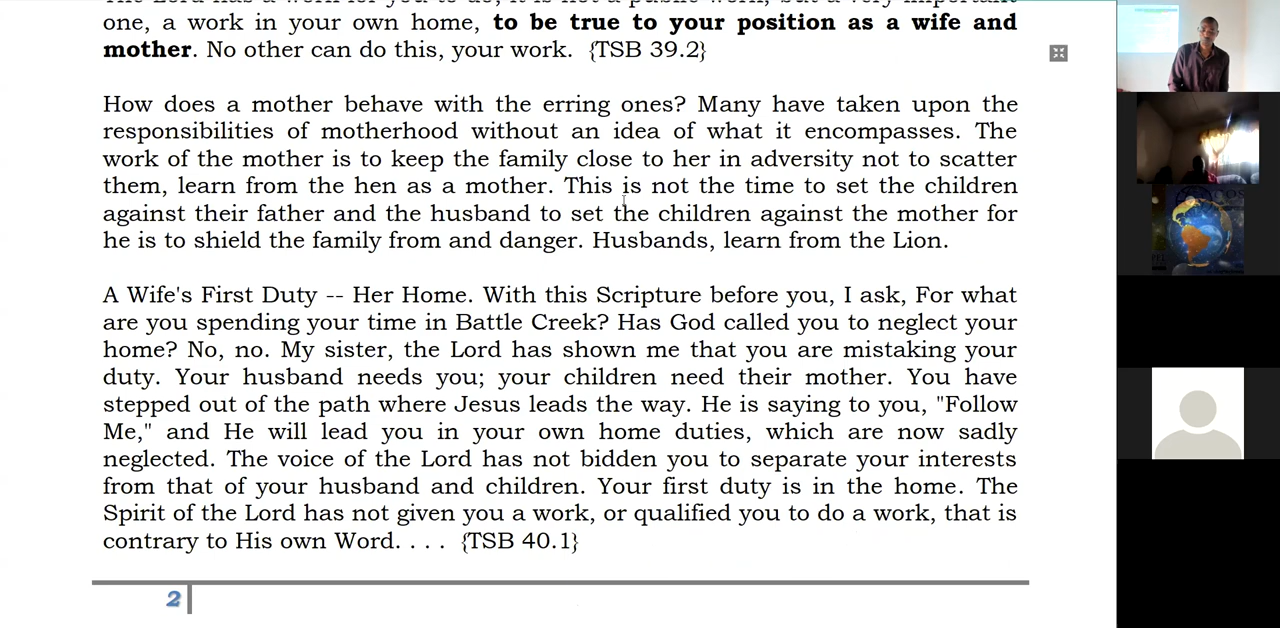 one, a work in your own home, to be true to your position as a wife and
mother. No other can do this, your work. {TSB 39.2}
How does a mother behave with the erring ones? Many have taken upon the
responsibilities of motherhood without an idea of what it encompasses. The
work of the mother is to keep the family close to her in adversity not to scatter
them, learn from the hen as a mother. This is not the time to set the children
against their father and the husband to set the children against the mother for
he is to shield the family from and danger. Husbands, learn from the Lion.
A Wife's First Duty -- Her Home. With this Scripture before you, I ask, For what
are you spending your time in Battle Creek? Has God called you to neglect your
home? No, no. My sister, the Lord has shown me that you are mistaking your
duty. Your husband needs you; your children need their mother. You have
stepped out of the path where Jesus leads the way. He is saying to you, "Follow
Me," and He will lead you in your own home duties, which are now sadly
neglected. The voice of the Lord has not bidden you to separate your interests
from that of your husband and children. Your first duty is in the home. The
Spirit of the Lord has not given you a work, or qualified you to do a work, that is
contrary to His own Word. . . . {TSB 40.1}
2